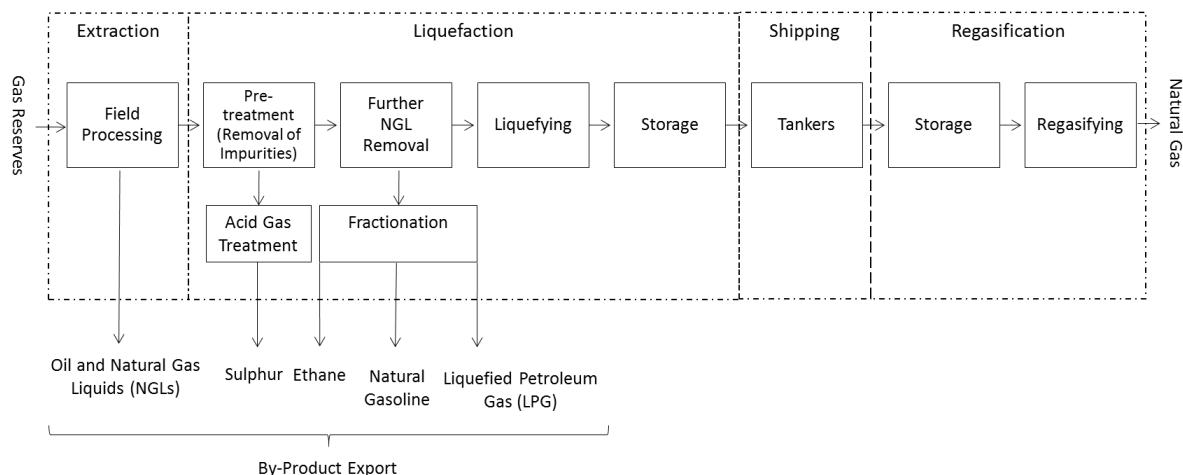 Extraction
Liquefaction
Shipping
Regasification
Gas Reserves
Field
Processing
Pre-
treatment
(Removal of
Impurities)
Further
NGL
Removal
Liquefying
Storage
Tankers
Storage
Regasifying
Natural Gas
Acid Gas
Treatment
Fractionation
Oil and Natural Gas
Liquids (NGLs)
Sulphur
Ethane
Natural
Gasoline
Liquefied Petroleum
Gas (LPG)
By-Product Export